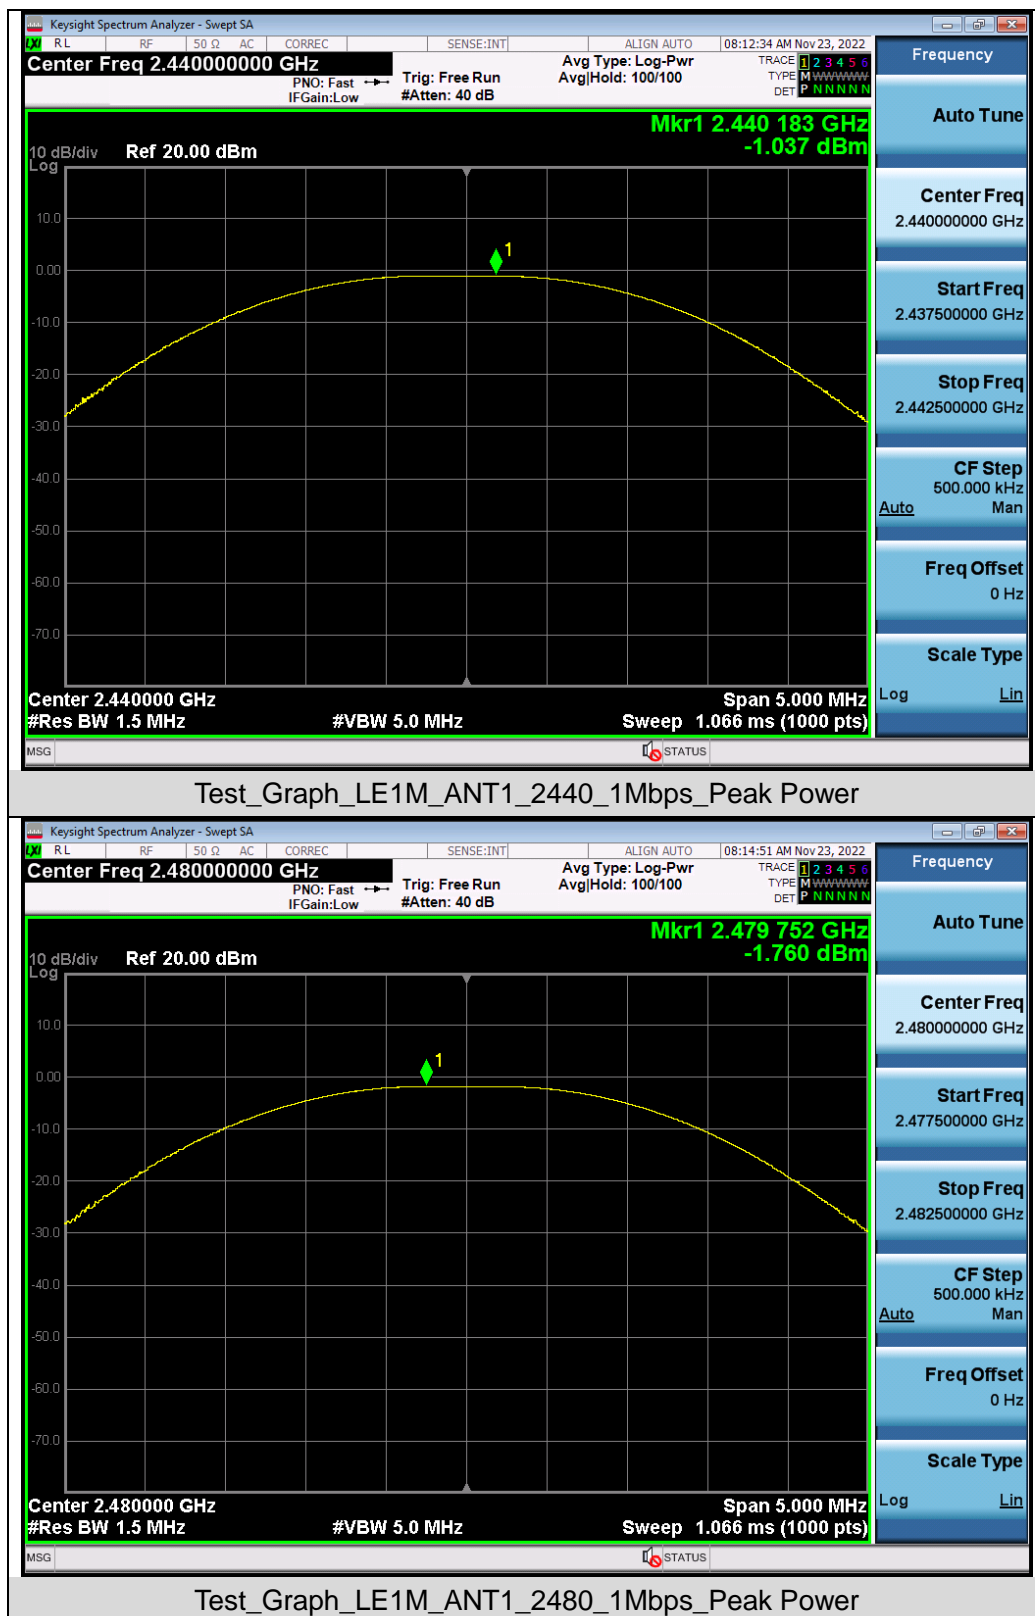 Keysight Spectrum Analyzer - Swept SA
LXI RL RF 50 Ω AC CORREC SENSE:INT ALIGN AUTO 08:12:34 AM Nov 23, 2022
Center Freq 2.440000000 GHz
PNO: Fast
IFGain:Low
Trig: Free Run
#Atten: 40 dB
Avg Type: Log-Pwr
Avg|Hold: 100/100
TRACE 1 2 3 4 5 6
TYPE M WWWWW
DET P N N N N N
Mkr1 2.440 183 GHz
-1.037 dBm
10 dB/div Ref 20.00 dBm
Log
10.0
1
0.00
-10.0
-20.0
-30.0
-40.0
-50.0
-60.0
-70.0
Center 2.440000 GHz Span 5.000 MHz
#Res BW 1.5 MHz #VBW 5.0 MHz Sweep 1.066 ms (1000 pts)
MSG STATUS
Frequency
Auto Tune
Center Freq
2.440000000 GHz
Start Freq
2.437500000 GHz
Stop Freq
2.442500000 GHz
CF Step
500.000 kHz
Auto Man
Freq Offset
0 Hz
Scale Type
Log Lin
Test_Graph_LE1M_ANT1_2440_1Mbps_Peak Power
Keysight Spectrum Analyzer - Swept SA
LXI RL RF 50 Ω AC CORREC SENSE:INT ALIGN AUTO 08:14:51 AM Nov 23, 2022
Center Freq 2.480000000 GHz
PNO: Fast
IFGain:Low
Trig: Free Run
#Atten: 40 dB
Avg Type: Log-Pwr
Avg|Hold: 100/100
TRACE 1 2 3 4 5 6
TYPE M WWWWW
DET P N N N N N
Mkr1 2.479 752 GHz
-1.760 dBm
10 dB/div Ref 20.00 dBm
Log
10.0
1
0.00
-10.0
-20.0
-30.0
-40.0
-50.0
-60.0
-70.0
Center 2.480000 GHz Span 5.000 MHz
#Res BW 1.5 MHz #VBW 5.0 MHz Sweep 1.066 ms (1000 pts)
MSG STATUS
Frequency
Auto Tune
Center Freq
2.480000000 GHz
Start Freq
2.477500000 GHz
Stop Freq
2.482500000 GHz
CF Step
500.000 kHz
Auto Man
Freq Offset
0 Hz
Scale Type
Log Lin
Test_Graph_LE1M_ANT1_2480_1Mbps_Peak Power